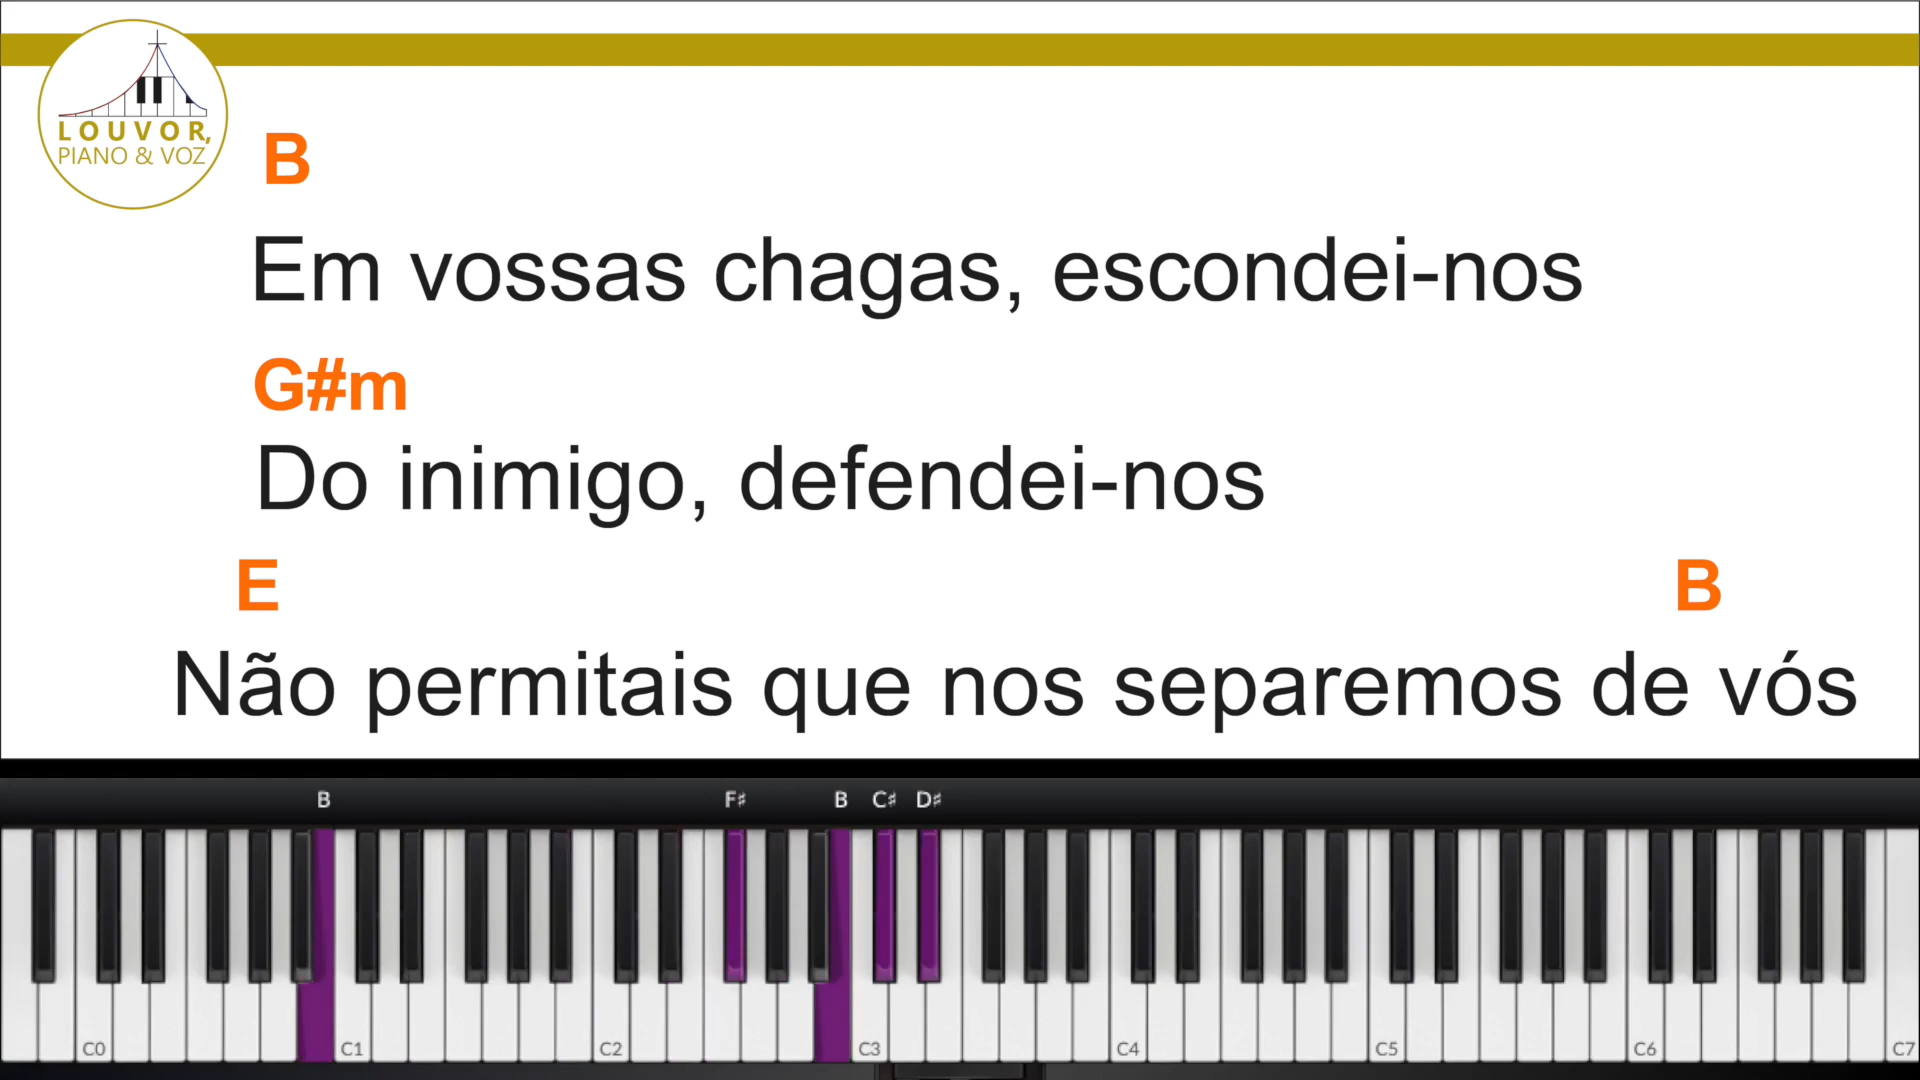 LOUVOR,
PIANO & VOZ
B
Em vossas chagas, escondei-nos
G#m
Do inimigo, defendei-nos
E B
Não permitais que nos separemos de vós
B F♯ B C♯ D♯
C0 C1 C2 C3 C4 C5 C6 C7